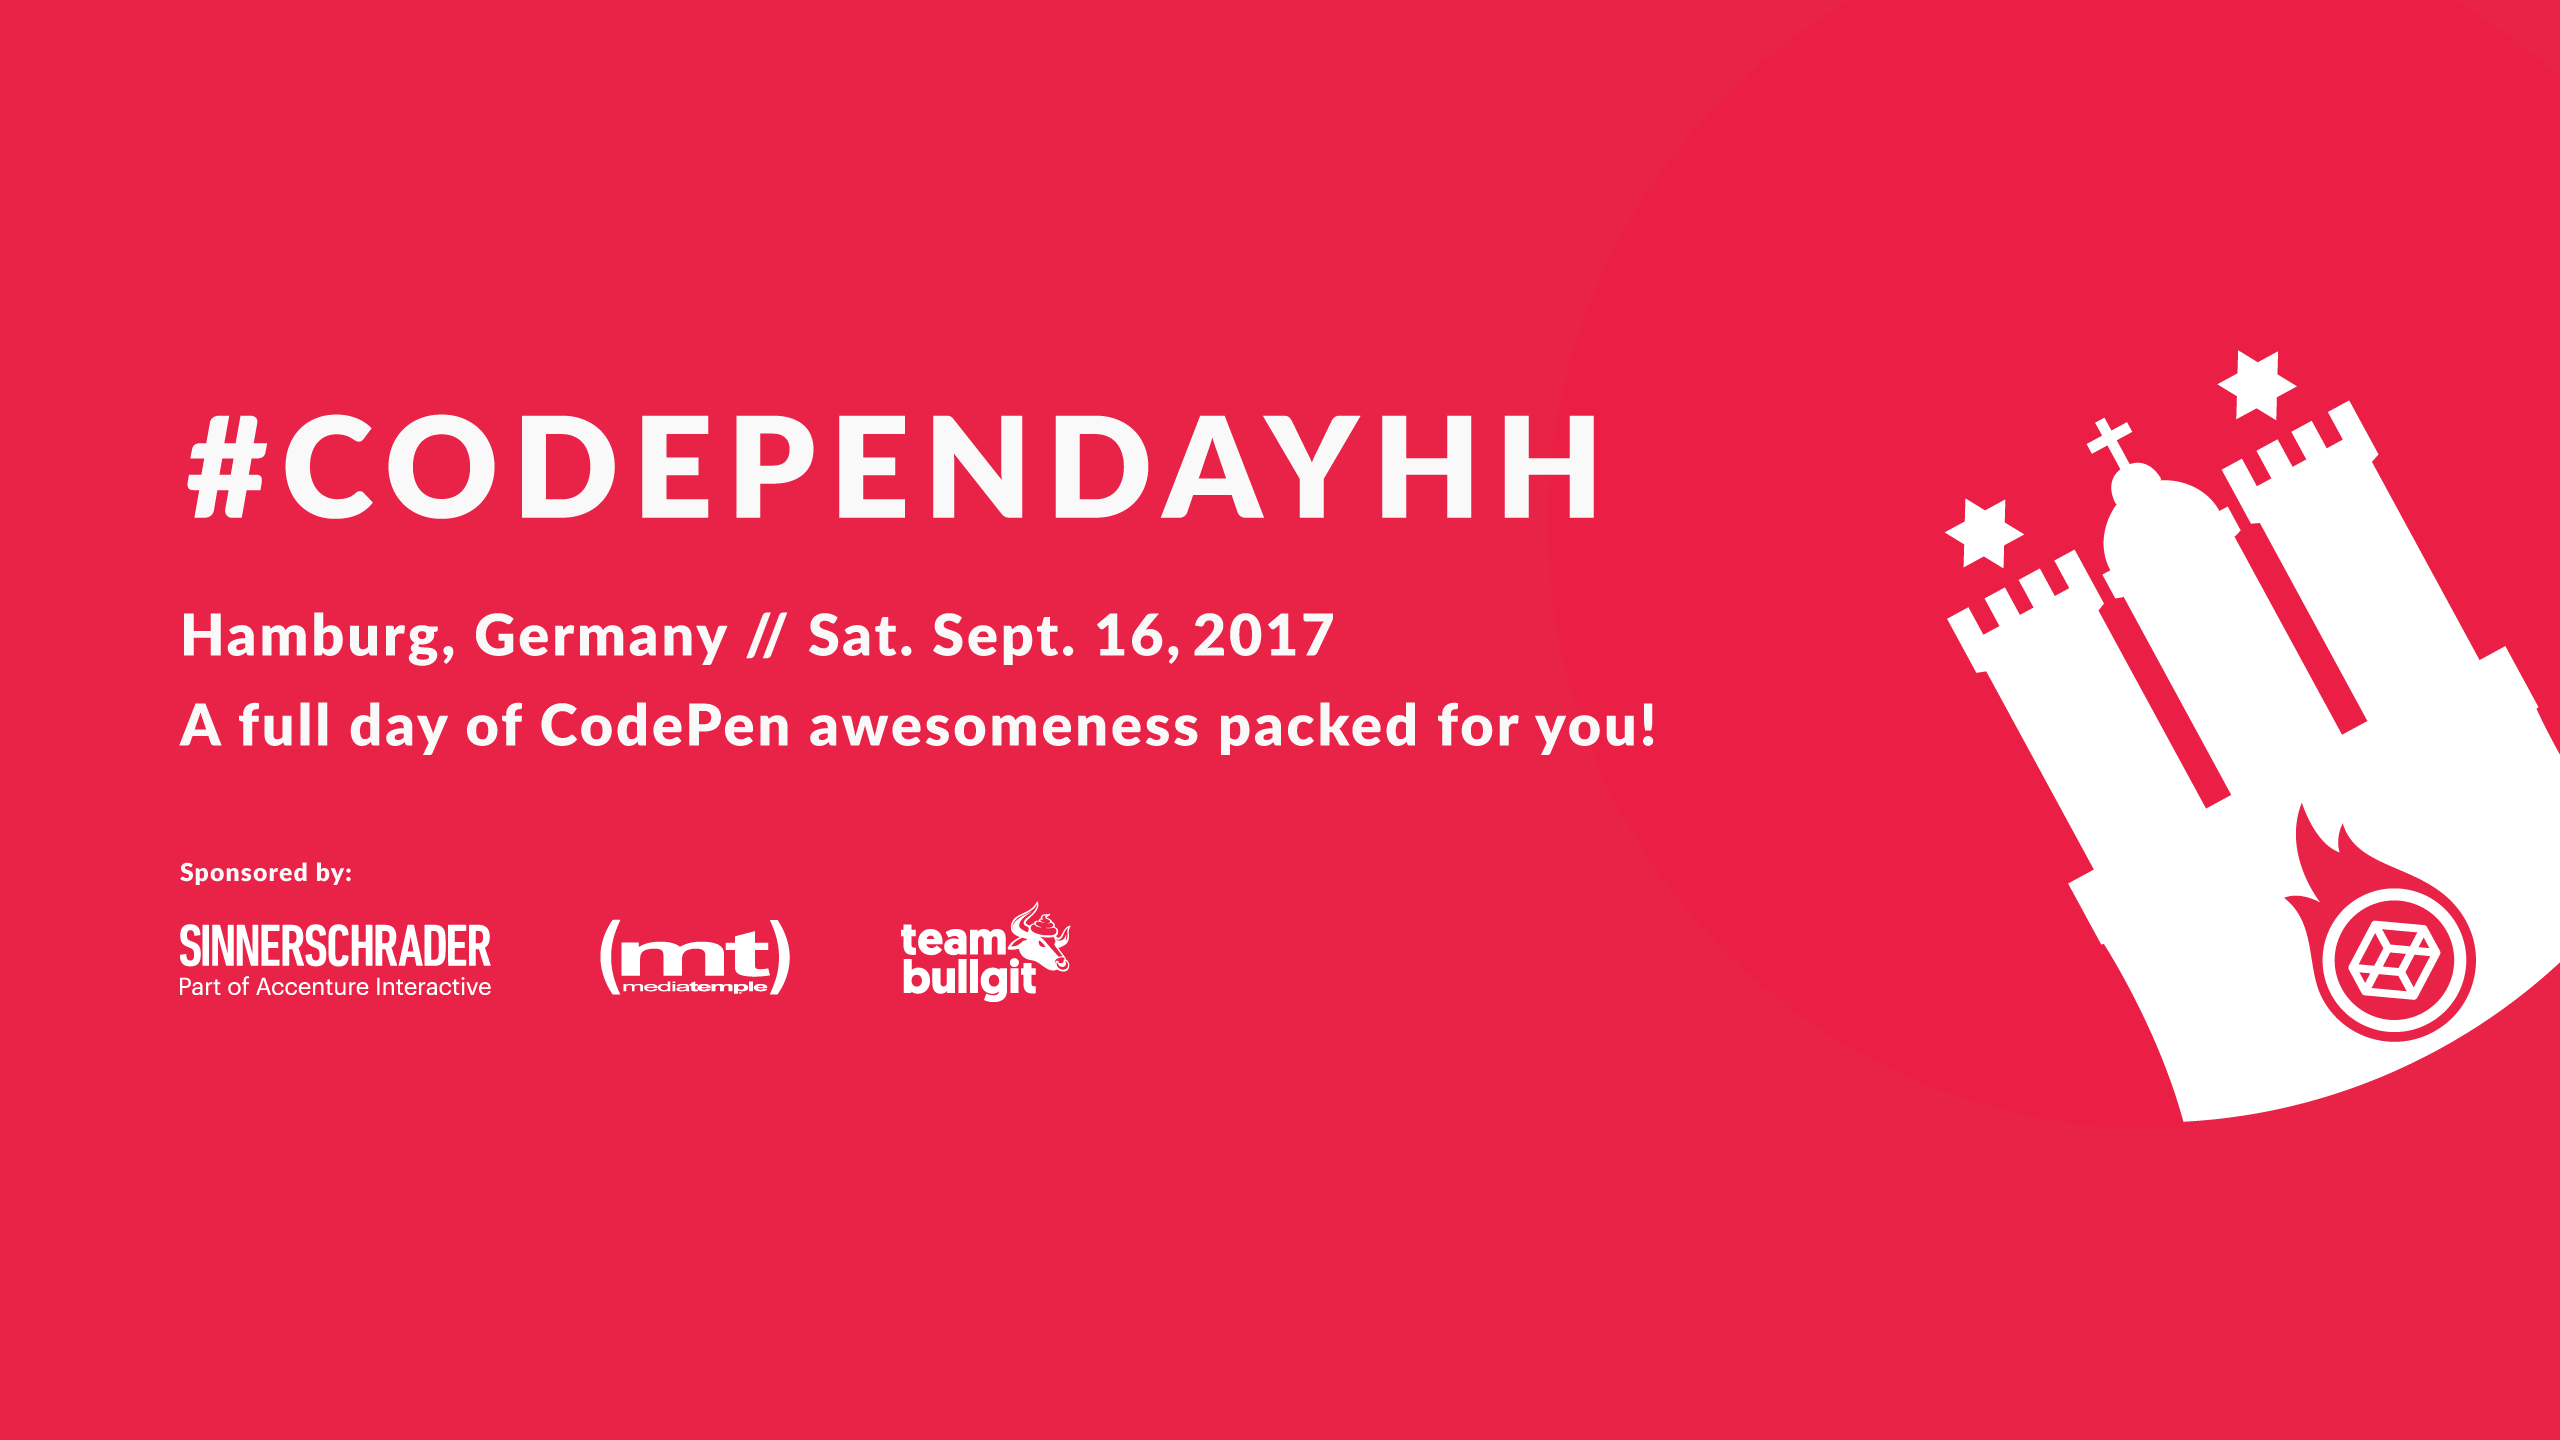 #CODEPENDAYHH
Hamburg, Germany // Sat. Sept. 16, 2017
A full day of CodePen awesomeness packed for you!
Sponsored by:
SINNERSCHRADER
Part of Accenture Interactive
(mt)
mediatemple
team
bullgit